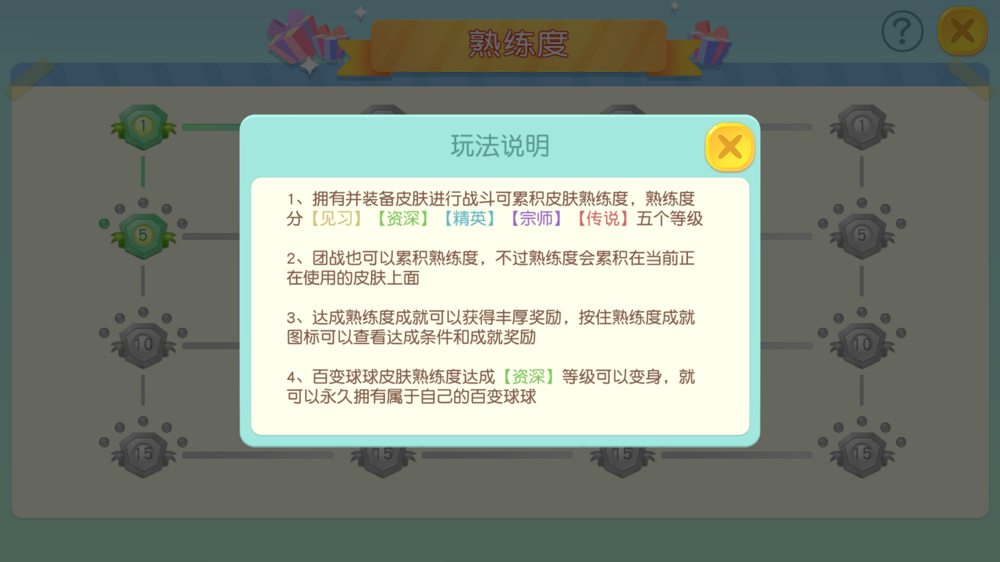 熟练度
?
1
1
玩法说明
1、拥有并装备皮肤进行战斗可累积皮肤熟练度，熟练度
分【见习】【资深】【精英】【宗师】【传说】五个等级
5
5
2、团战也可以累积熟练度，不过熟练度会累积在当前正
在使用的皮肤上面
3、达成熟练度成就可以获得丰厚奖励，按住熟练度成就
图标可以查看达成条件和成就奖励
10
10
4、百变球球皮肤熟练度达成【资深】等级可以变身，就
可以永久拥有属于自己的百变球球
15
15
15
15